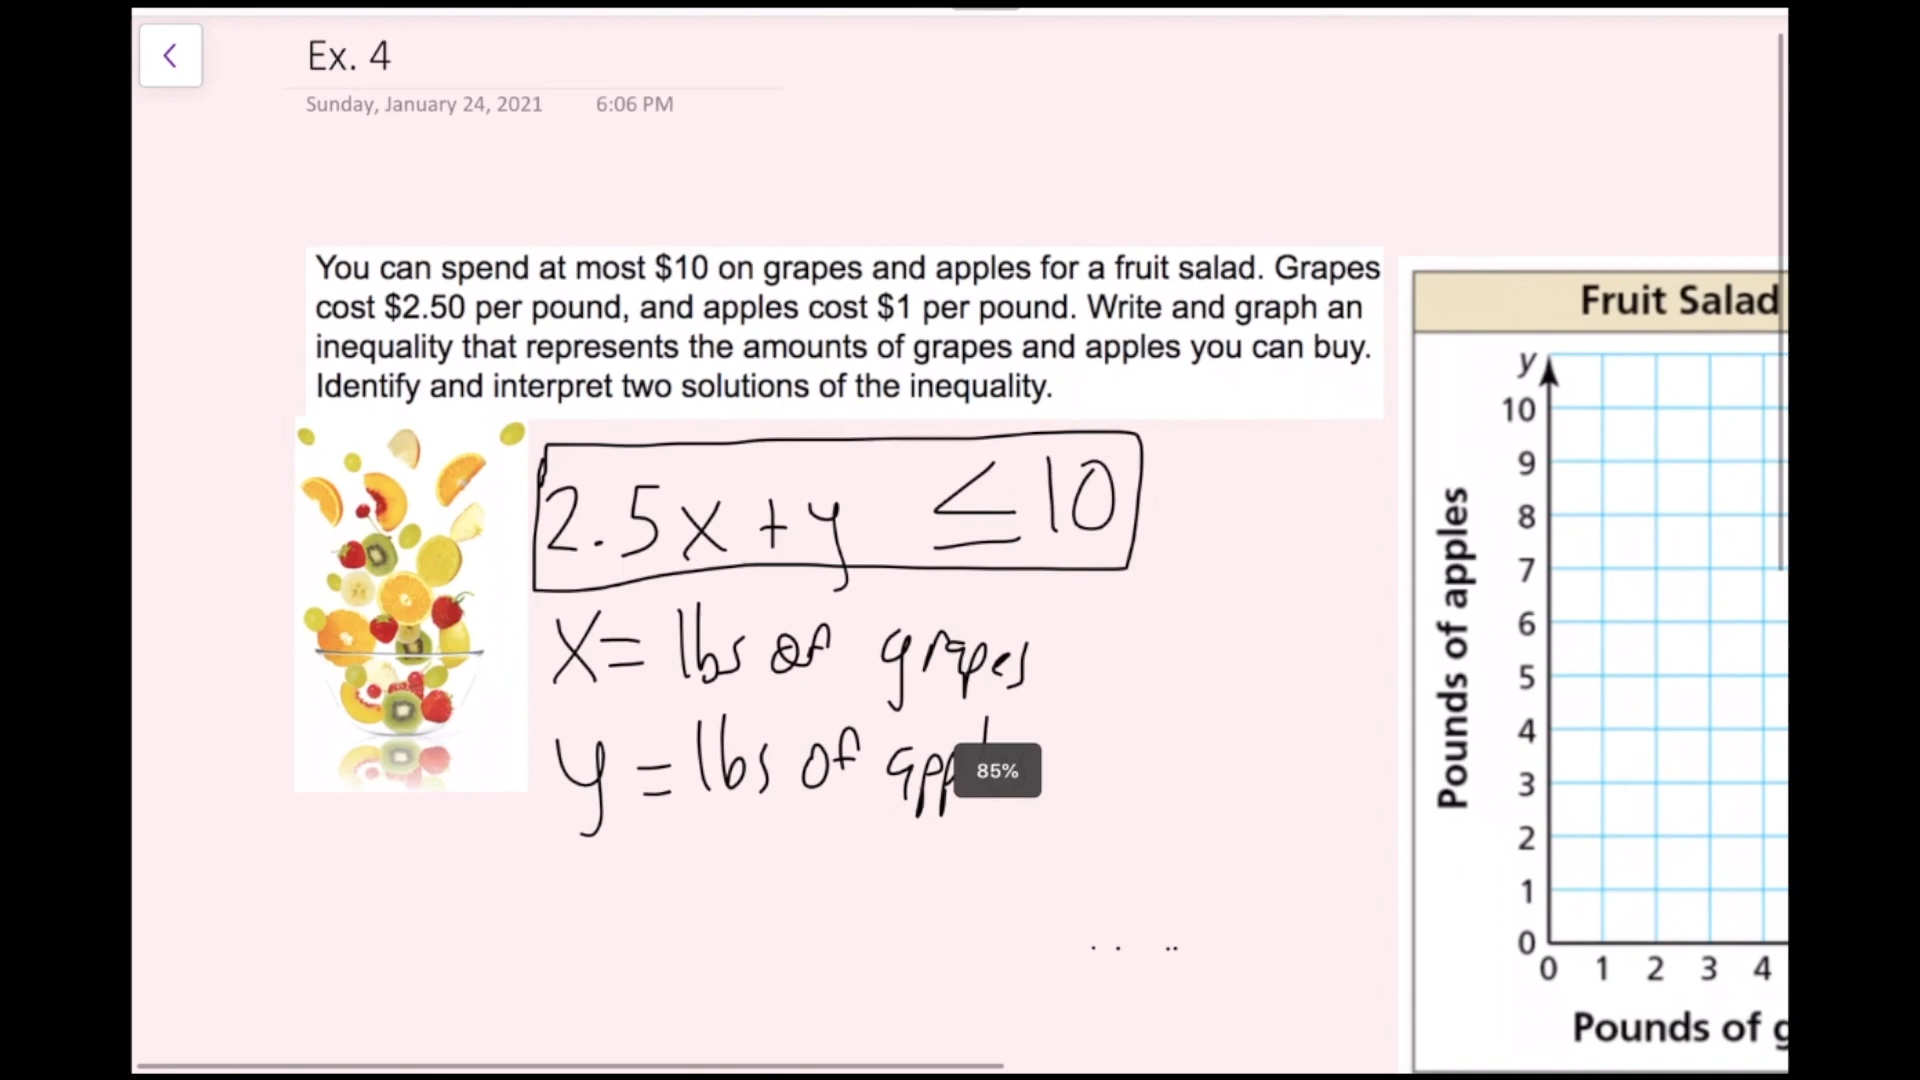 Ex. 4
Sunday, January 24, 2021 6:06 PM
You can spend at most $10 on grapes and apples for a fruit salad. Grapes
cost $2.50 per pound, and apples cost $1 per pound. Write and graph an
inequality that represents the amounts of grapes and apples you can buy.
Identify and interpret two solutions of the inequality.
2.5x + y ≤ 10
x = lbs of grapes
y = lbs of
85%
Fruit Salad
y
10
9
8
7
6
5
4
3
2
1
0
Pounds of apples
0 1 2 3 4
Pounds of g